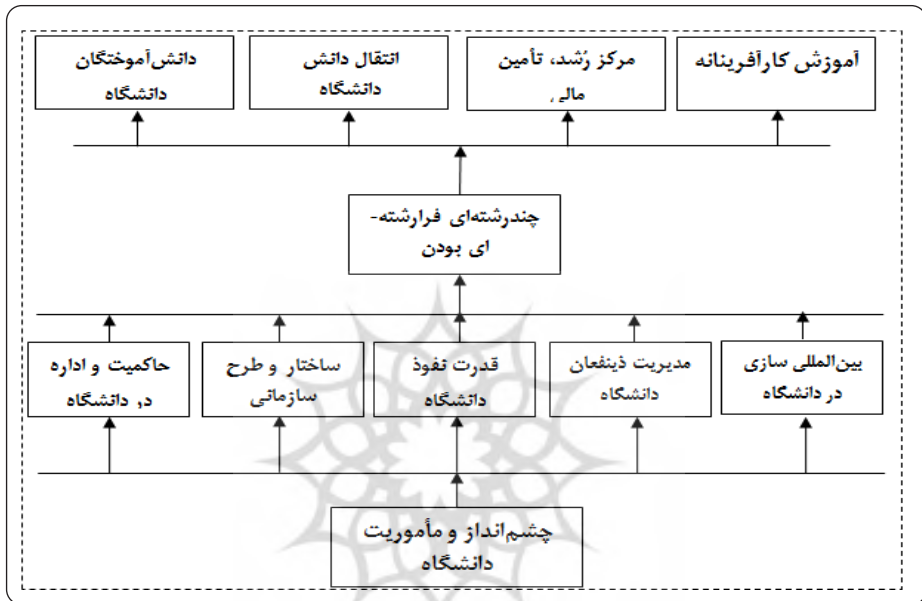 آموزش کارآفرینانه
مرکز رُشد، تأمین
مالی
انتقال دانش
دانشگاه
دانش‌آموختگان
دانشگاه
چندرشته‌ای فرارشته-
ای بودن
بین‌المللی سازی
در دانشگاه
مدیریت ذینفعان
دانشگاه
قدرت نفوذ
دانشگاه
ساختار و طرح
سازمانی
حاکمیت و اداره
در دانشگاه
چشم‌انداز و مأموریت
دانشگاه